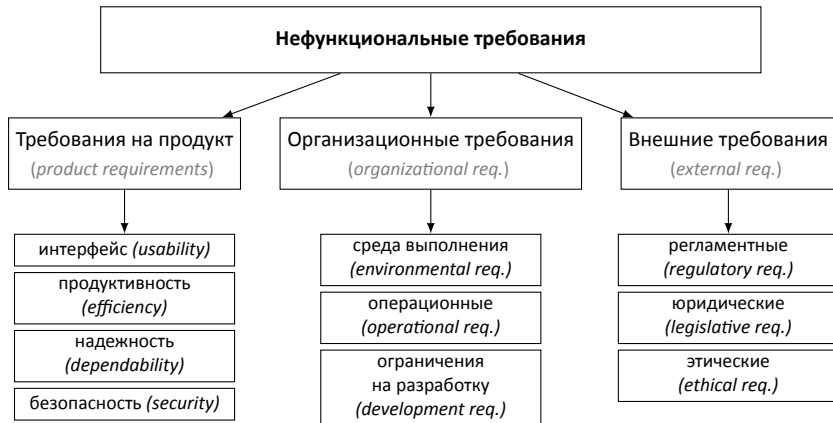 Нефункциональные требования
Требования на продукт
(product requirements)
Организационные требования
(organizational req.)
Внешние требования
(external req.)
интерфейс (usability)
продуктивность
(efficiency)
надежность
(dependability)
безопасность (security)
среда выполнения
(environmental req.)
операционные
(operational req.)
ограничения
на разработку
(development req.)
регламентные
(regulatory req.)
юридические
(legislative req.)
этические
(ethical req.)